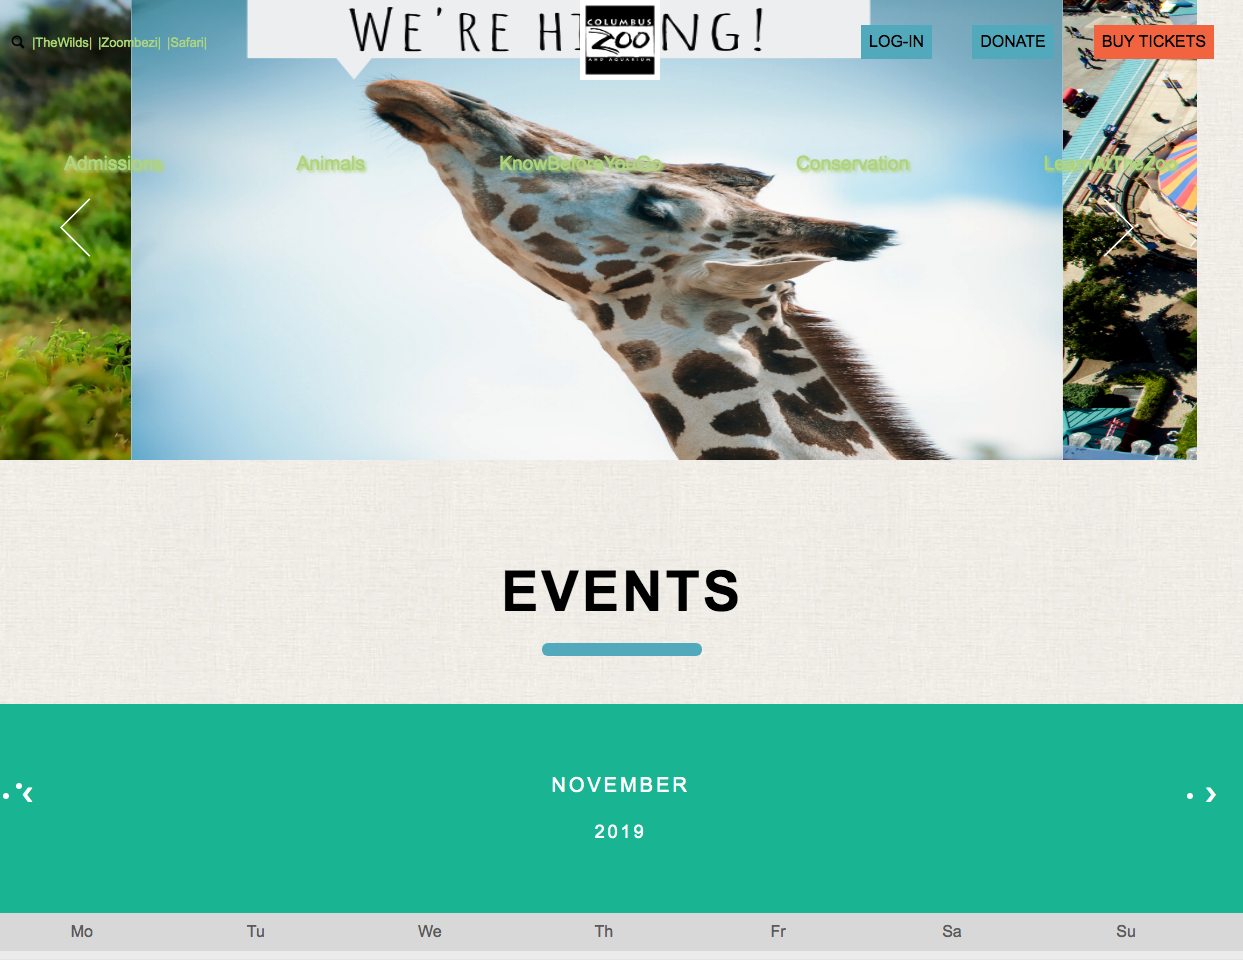 WE'RE HI NG!
COLUMBUS
ZOO
AND AQUARIUM
|TheWilds| |Zoombezi| |Safari|
LOG-IN DONATE BUY TICKETS
Admissions Animals KnowBeforeYouGo Conservation LearnAtTheZoo
EVENTS
NOVEMBER
2019
Mo Tu We Th Fr Sa Su